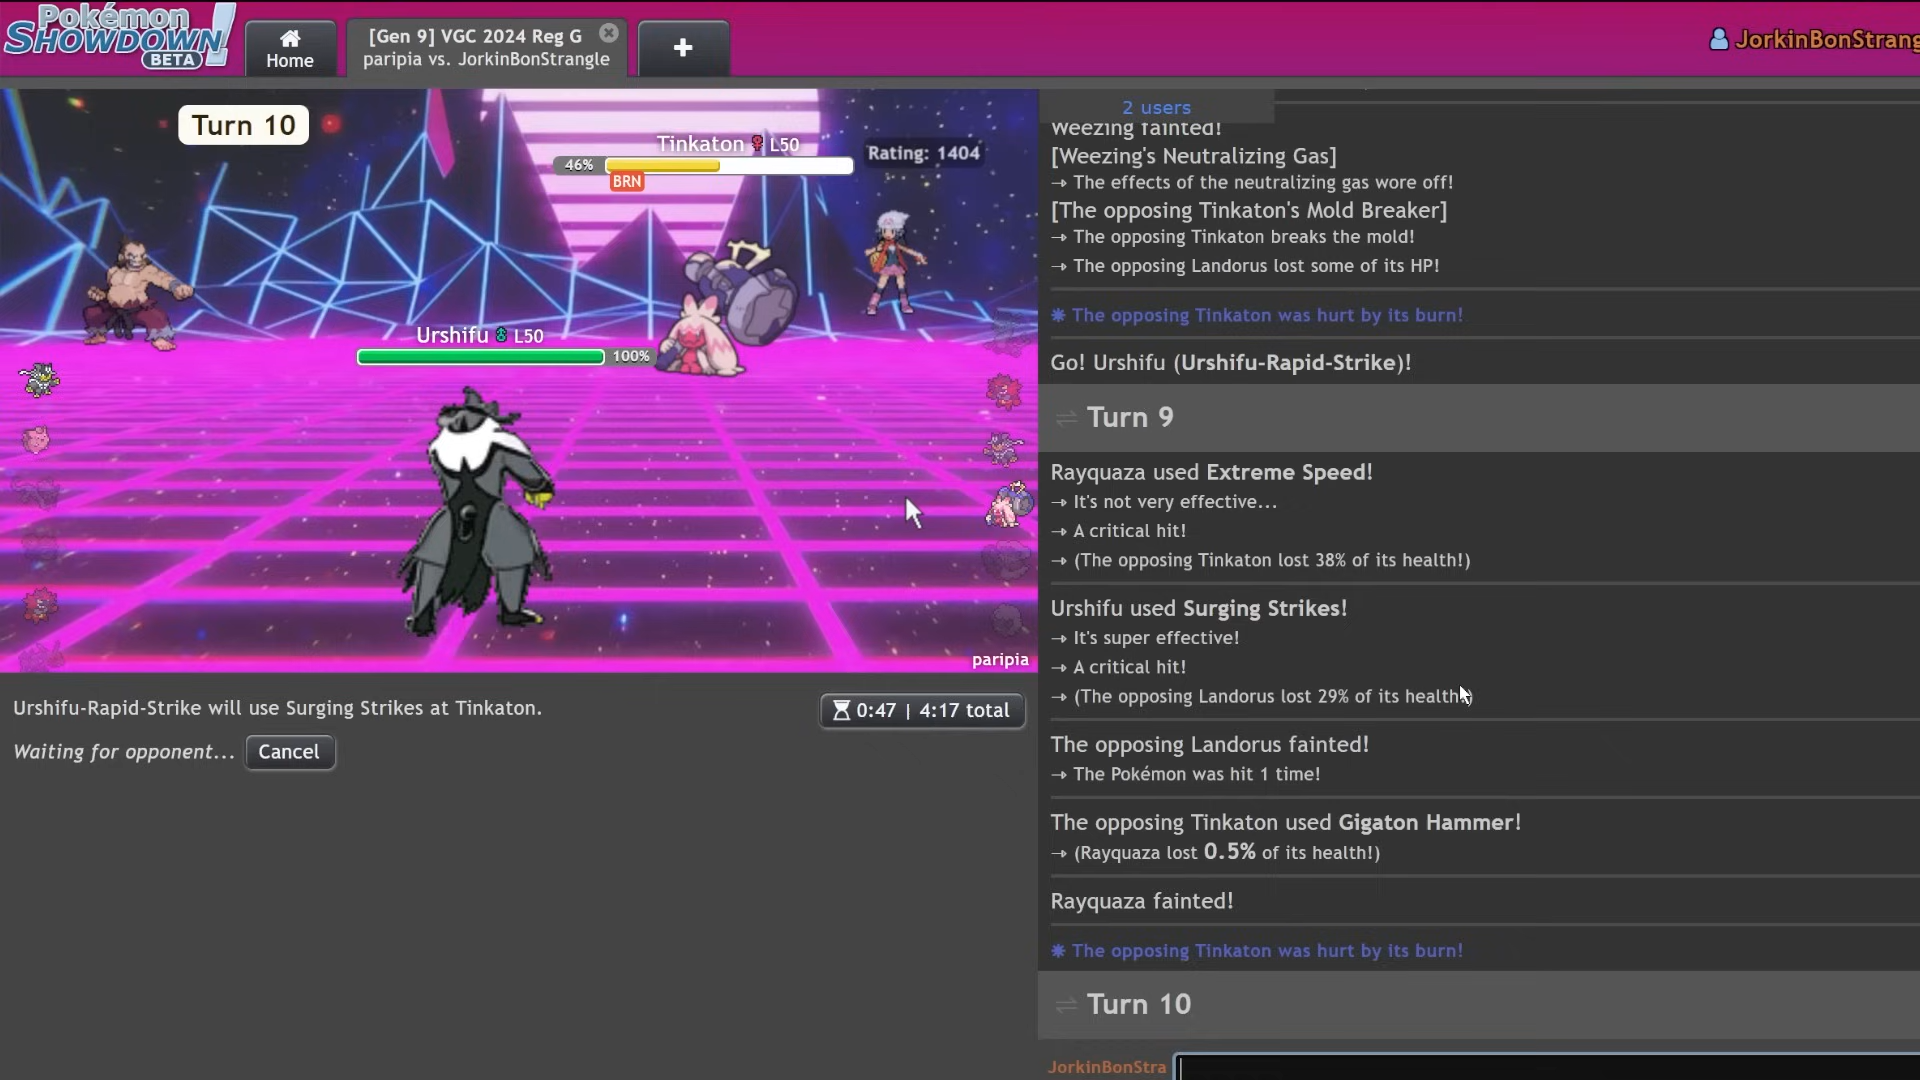 Pokémon
SHOWDOWN!
BETA
Home
[Gen 9] VGC 2024 Reg G
paripia vs. JorkinBonStrangle
+
JorkinBonStrang
Turn 10
Tinkaton L50
46%
BRN
Rating: 1404
Urshifu L50
100%
paripia
Urshifu-Rapid-Strike will use Surging Strikes at Tinkaton.
0:47 | 4:17 total
Waiting for opponent...
Cancel
2 users
Weezing fainted!
[Weezing's Neutralizing Gas]
→ The effects of the neutralizing gas wore off!
[The opposing Tinkaton's Mold Breaker]
→ The opposing Tinkaton breaks the mold!
→ The opposing Landorus lost some of its HP!
The opposing Tinkaton was hurt by its burn!
Go! Urshifu (Urshifu-Rapid-Strike)!
Turn 9
Rayquaza used Extreme Speed!
→ It's not very effective...
→ A critical hit!
→ (The opposing Tinkaton lost 38% of its health!)
Urshifu used Surging Strikes!
→ It's super effective!
→ A critical hit!
→ (The opposing Landorus lost 29% of its health!)
The opposing Landorus fainted!
→ The Pokémon was hit 1 time!
The opposing Tinkaton used Gigaton Hammer!
→ (Rayquaza lost 0.5% of its health!)
Rayquaza fainted!
The opposing Tinkaton was hurt by its burn!
Turn 10
JorkinBonStra